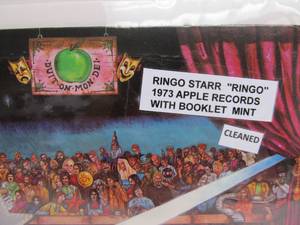 DUIT·ON·MON·DEI
RINGO STARR "RINGO"
1973 APPLE RECORDS
WITH BOOKLET MINT
CLEANED